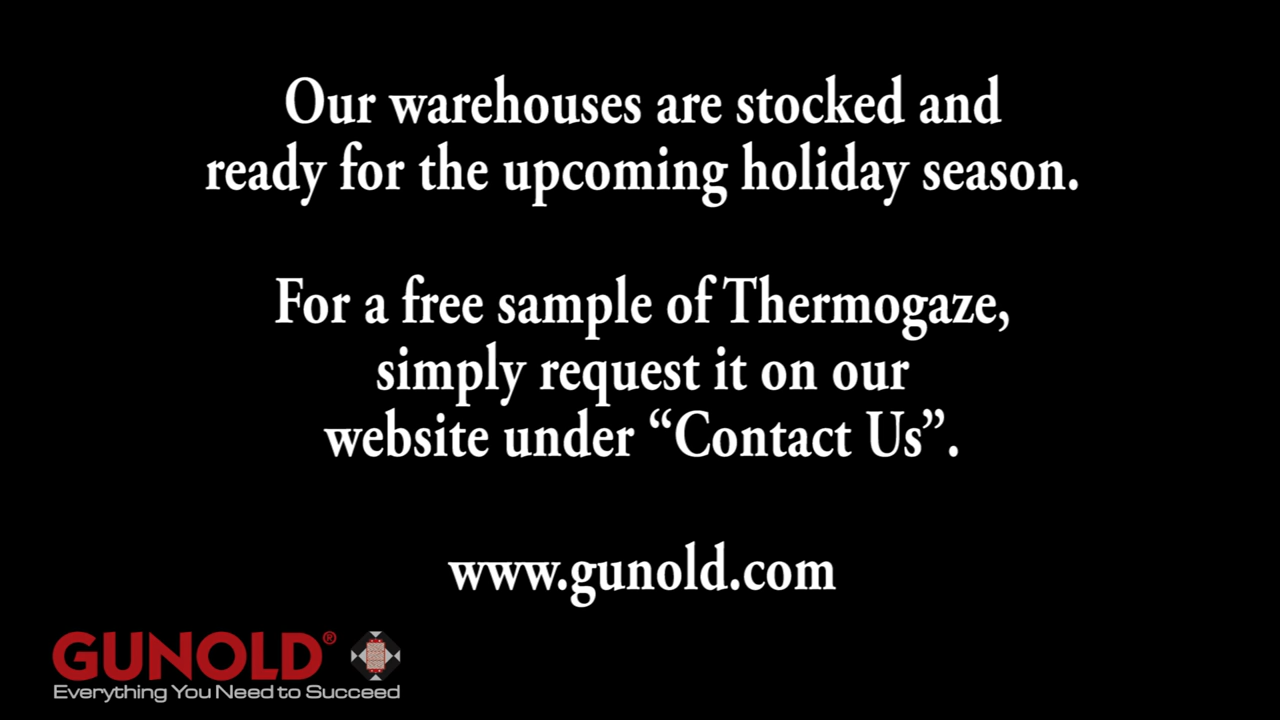 Our warehouses are stocked and
ready for the upcoming holiday season.
For a free sample of Thermogaze,
simply request it on our
website under “Contact Us”.
www.gunold.com
GUNOLD®
Everything You Need to Succeed